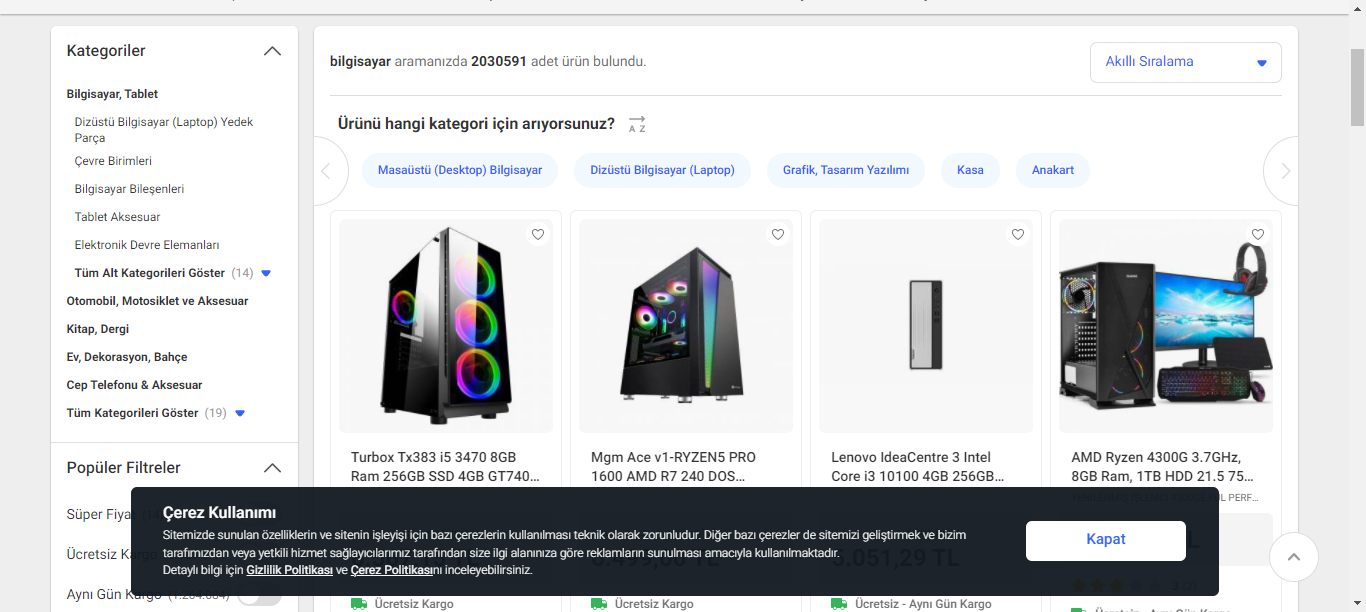 Kategoriler
Bilgisayar, Tablet
Dizüstü Bilgisayar (Laptop) Yedek
Parça
Çevre Birimleri
Bilgisayar Bileşenleri
Tablet Aksesuar
Elektronik Devre Elemanları
Tüm Alt Kategorileri Göster (14)
Otomobil, Motosiklet ve Aksesuar
Kitap, Dergi
Ev, Dekorasyon, Bahçe
Cep Telefonu & Aksesuar
Tüm Kategorileri Göster (19)
Popüler Filtreler
Süper Fiyat
Ücretsiz Kargo
Aynı Gün Kargo (1.264.604)
bilgisayar aramanızda 2030591 adet ürün bulundu.
Akıllı Sıralama
Ürünü hangi kategori için arıyorsunuz? A Z
Masaüstü (Desktop) Bilgisayar
Dizüstü Bilgisayar (Laptop)
Grafik, Tasarım Yazılımı
Kasa
Anakart
Turbox Tx383 i5 3470 8GB
Ram 256GB SSD 4GB GT740...
Mgm Ace v1-RYZEN5 PRO
1600 AMD R7 240 DOS...
Lenovo IdeaCentre 3 Intel
Core i3 10100 4GB 256GB...
AMD Ryzen 4300G 3.7GHz,
8GB Ram, 1TB HDD 21.5 75...
6.499,00 TL
5.051,29 TL
Çerez Kullanımı
Sitemizde sunulan özelliklerin ve sitenin işleyişi için bazı çerezlerin kullanılması teknik olarak zorunludur. Diğer bazı çerezler de sitemizi geliştirmek ve bizim
tarafımızdan veya yetkili hizmet sağlayıcılarımız tarafından size ilgi alanınıza göre reklamların sunulması amacıyla kullanılmaktadır.
Detaylı bilgi için Gizlilik Politikası ve Çerez Politikasını inceleyebilirsiniz.
Kapat
Ücretsiz Kargo
Ücretsiz Kargo
Ücretsiz - Aynı Gün Kargo
Ücretsiz - Aynı Gün Kargo